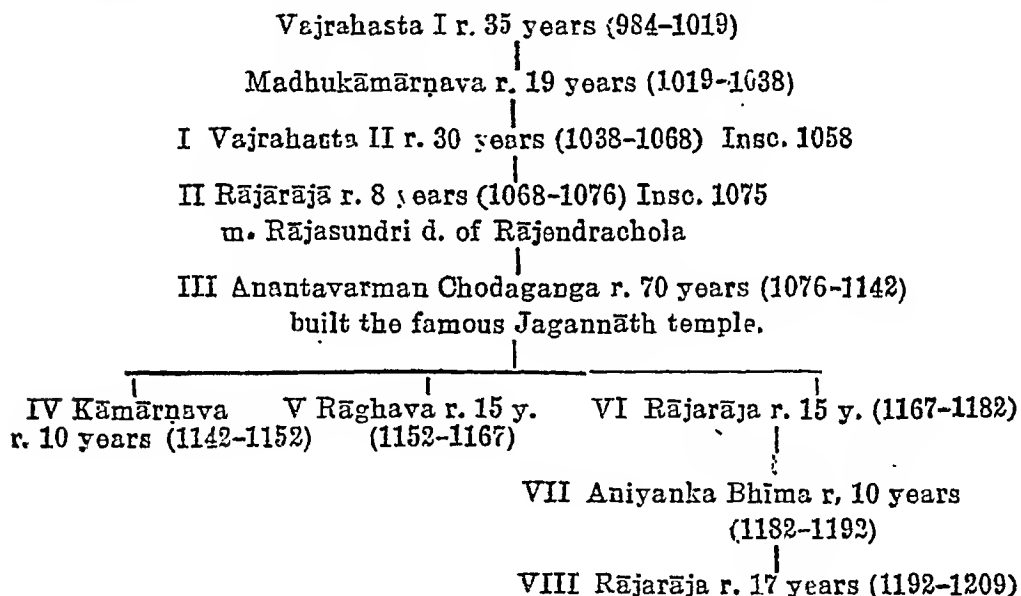 Vajrahasta I r. 35 years (984-1019)
Madhukāmārṇava r. 19 years (1019-1038)
I Vajrahasta II r. 30 years (1038-1068) Insc. 1058
II Rājarājā r. 8 years (1068-1076) Insc. 1075
m. Rājasundri d. of Rājendrachola
III Anantavarman Chodaganga r. 70 years (1076-1142)
built the famous Jagannāth temple.
IV Kāmārṇava V Rāghava r. 15 y. VI Rājarāja r. 15 y. (1167-1182)
r. 10 years (1142-1152) (1152-1167)
VII Aniyanka Bhīma r, 10 years
(1182-1192)
VIII Rājarāja r. 17 years (1192-1209)